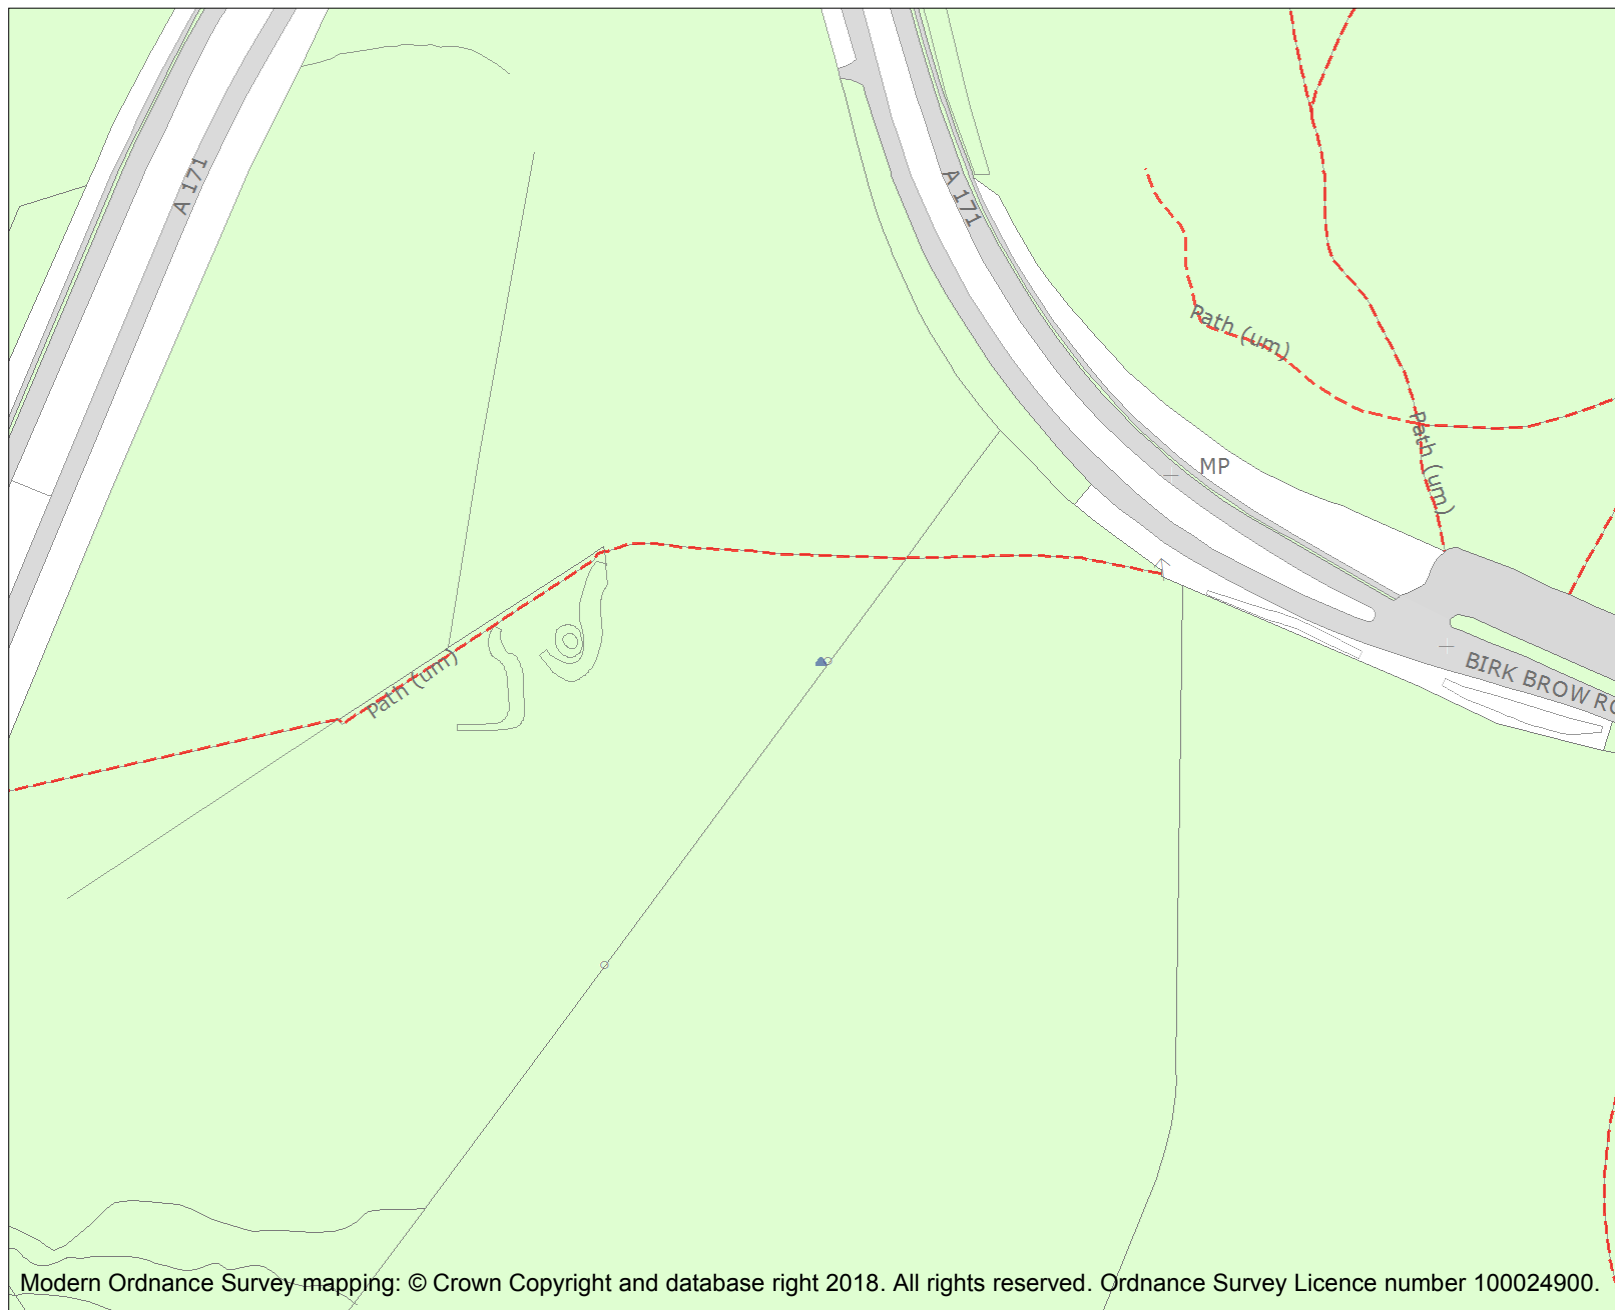 A 171
A 171
Path (um)
MP
Path (um)
Path (um)
BIRK BROW RO
Modern Ordnance Survey mapping: © Crown Copyright and database right 2018. All rights reserved. Ordnance Survey Licence number 100024900.